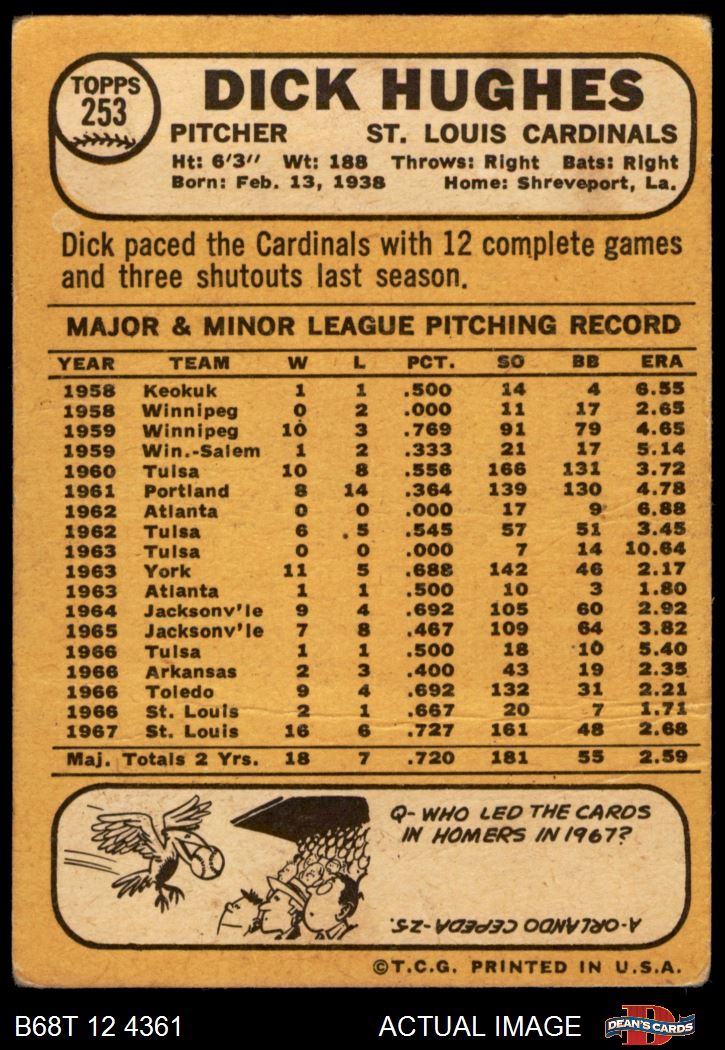 TOPPS
253
DICK HUGHES
PITCHER ST. LOUIS CARDINALS
Ht: 6'3" Wt: 188 Throws: Right Bats: Right
Born: Feb. 13, 1938 Home: Shreveport, La.
Dick paced the Cardinals with 12 complete games
and three shutouts last season.
MAJOR & MINOR LEAGUE PITCHING RECORD
YEAR TEAM W L PCT. SO BB ERA
1958 Keokuk 1 1 .500 14 4 6.55
1958 Winnipeg 0 2 .000 11 17 2.65
1959 Winnipeg 10 3 .769 91 79 4.65
1959 Win.-Salem 1 2 .333 21 17 5.14
1960 Tulsa 10 8 .556 166 131 3.72
1961 Portland 8 14 .364 139 130 4.78
1962 Atlanta 0 0 .000 17 9 6.88
1962 Tulsa 6 5 .545 57 51 3.45
1963 Tulsa 0 0 .000 7 14 10.64
1963 York 11 5 .688 142 46 2.17
1963 Atlanta 1 1 .500 10 3 1.80
1964 Jacksonv'le 9 4 .692 105 60 2.92
1965 Jacksonv'le 7 8 .467 109 64 3.82
1966 Tulsa 1 1 .500 18 10 5.40
1966 Arkansas 2 3 .400 43 19 2.35
1966 Toledo 9 4 .692 132 31 2.21
1966 St. Louis 2 1 .667 20 7 1.71
1967 St. Louis 16 6 .727 161 48 2.68
Maj. Totals 2 Yrs. 18 7 .720 181 55 2.59
Q- WHO LED THE CARDS
IN HOMERS IN 1967?
A-ORLANDO CEPEDA-25.
©T.C.G. PRINTED IN U.S.A.
B68T 12 4361 ACTUAL IMAGE
D
DEAN'S CARDS